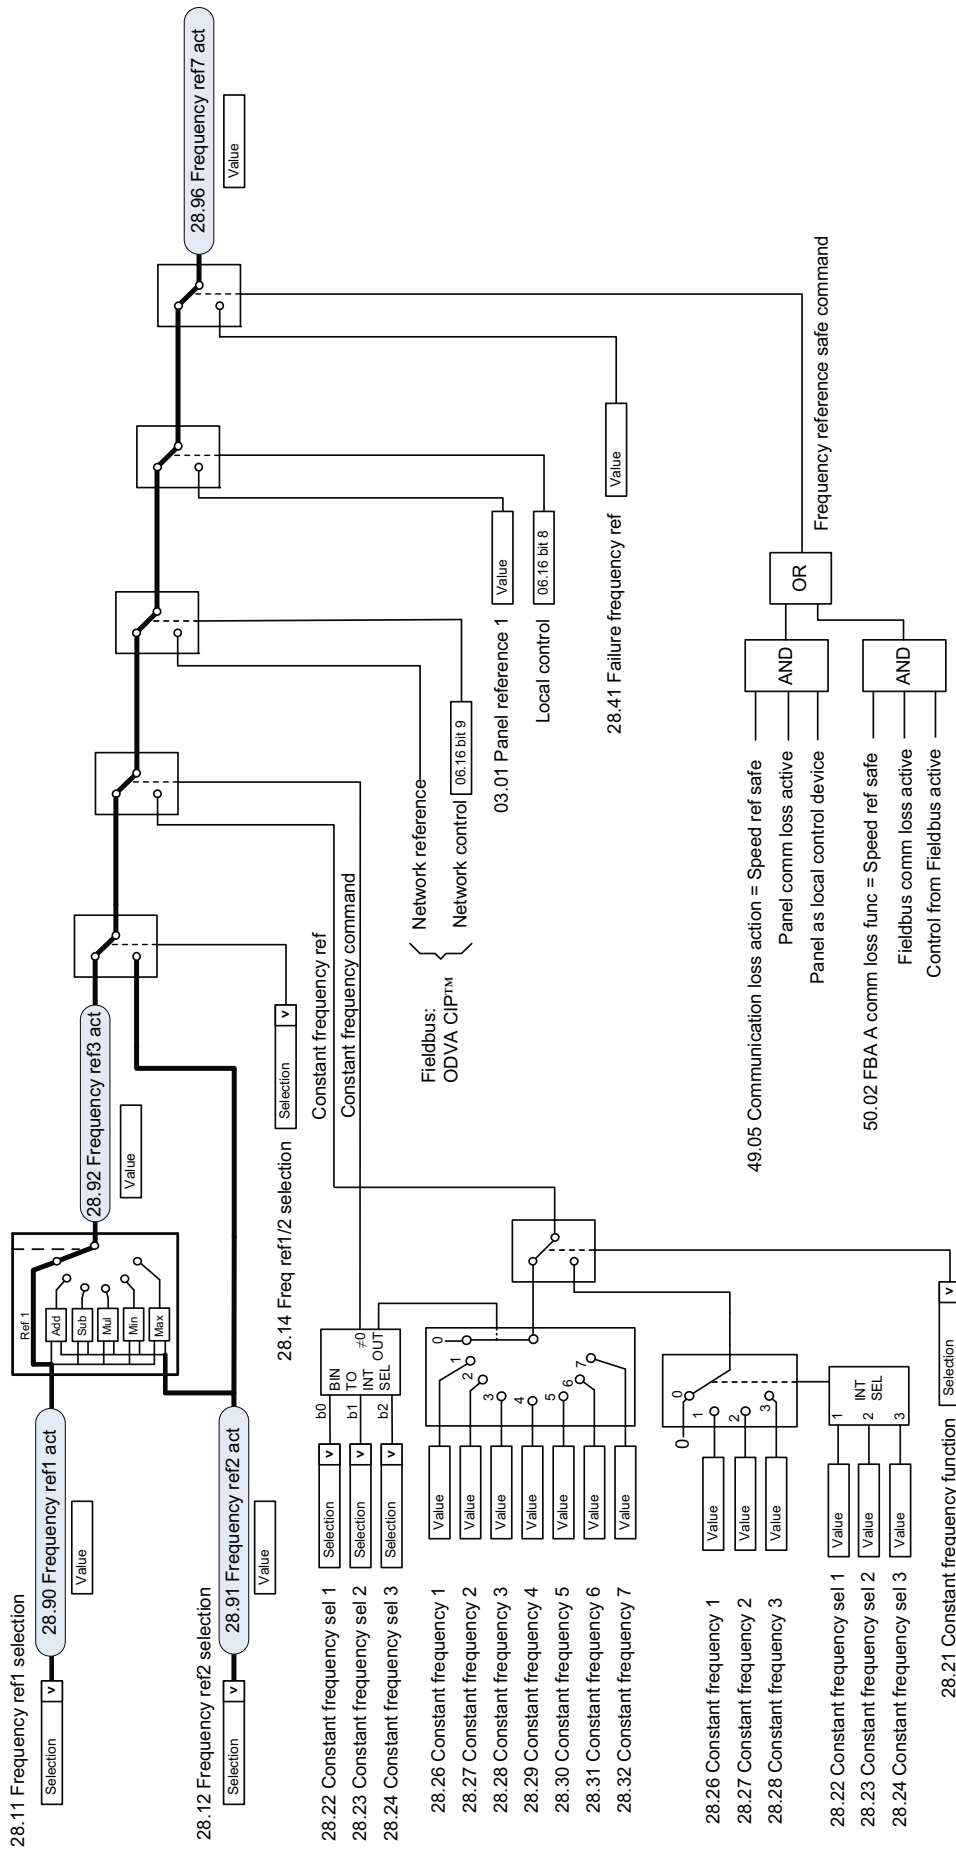 28.11 Frequency ref1 selection
Selection v
28.90 Frequency ref1 act
Value
Ref 1
Add
Sub
Mul
Min
Max
28.92 Frequency ref3 act
Value
28.96 Frequency ref7 act
Value
28.12 Frequency ref2 selection
Selection v
28.91 Frequency ref2 act
Value
28.14 Freq ref1/2 selection
Selection v
28.22 Constant frequency sel 1
Selection v
b0
28.23 Constant frequency sel 2
Selection v
b1
28.24 Constant frequency sel 3
Selection v
b2
BIN
TO
INT
SEL
≠0
OUT
Constant frequency ref
Constant frequency command
28.26 Constant frequency 1
Value
28.27 Constant frequency 2
Value
28.28 Constant frequency 3
Value
28.29 Constant frequency 4
Value
28.30 Constant frequency 5
Value
28.31 Constant frequency 6
Value
28.32 Constant frequency 7
Value
0
1
2
3
4
5
6
7
Fieldbus:
ODVA CIP™
Network reference
Network control
06.16 bit 9
03.01 Panel reference 1
Value
Local control
06.16 bit 8
28.41 Failure frequency ref
Value
28.26 Constant frequency 1
Value
28.27 Constant frequency 2
Value
28.28 Constant frequency 3
Value
0
0
1
2
3
28.22 Constant frequency sel 1
Value
1
28.23 Constant frequency sel 2
Value
2
28.24 Constant frequency sel 3
Value
3
INT
SEL
28.21 Constant frequency function
Selection v
49.05 Communication loss action = Speed ref safe
Panel comm loss active
Panel as local control device
AND
50.02 FBA A comm loss func = Speed ref safe
Fieldbus comm loss active
Control from Fieldbus active
AND
OR
Frequency reference safe command